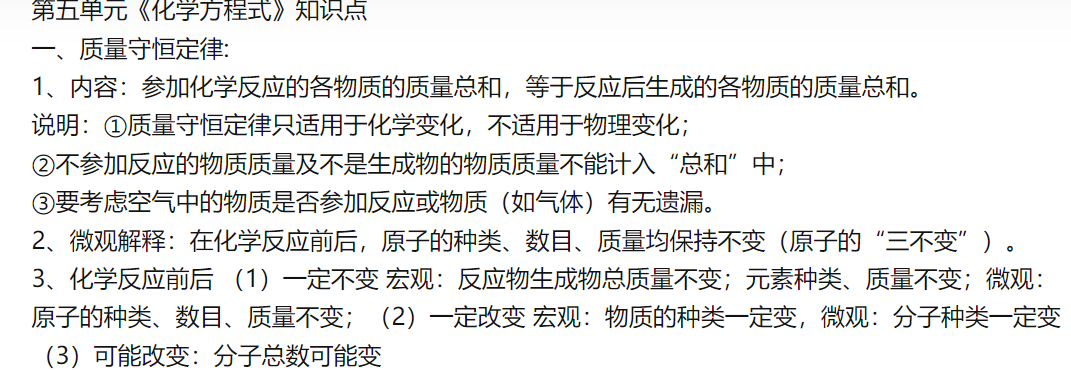 第五单元《化学方程式》知识点
一、质量守恒定律:
1、内容：参加化学反应的各物质的质量总和，等于反应后生成的各物质的质量总和。
说明：①质量守恒定律只适用于化学变化，不适用于物理变化；
②不参加反应的物质质量及不是生成物的物质质量不能计入“总和”中；
③要考虑空气中的物质是否参加反应或物质（如气体）有无遗漏。
2、微观解释：在化学反应前后，原子的种类、数目、质量均保持不变（原子的“三不变”）。
3、化学反应前后 （1）一定不变 宏观：反应物生成物总质量不变；元素种类、质量不变；微观：
原子的种类、数目、质量不变；（2）一定改变 宏观：物质的种类一定变，微观：分子种类一定变
（3）可能改变：分子总数可能变